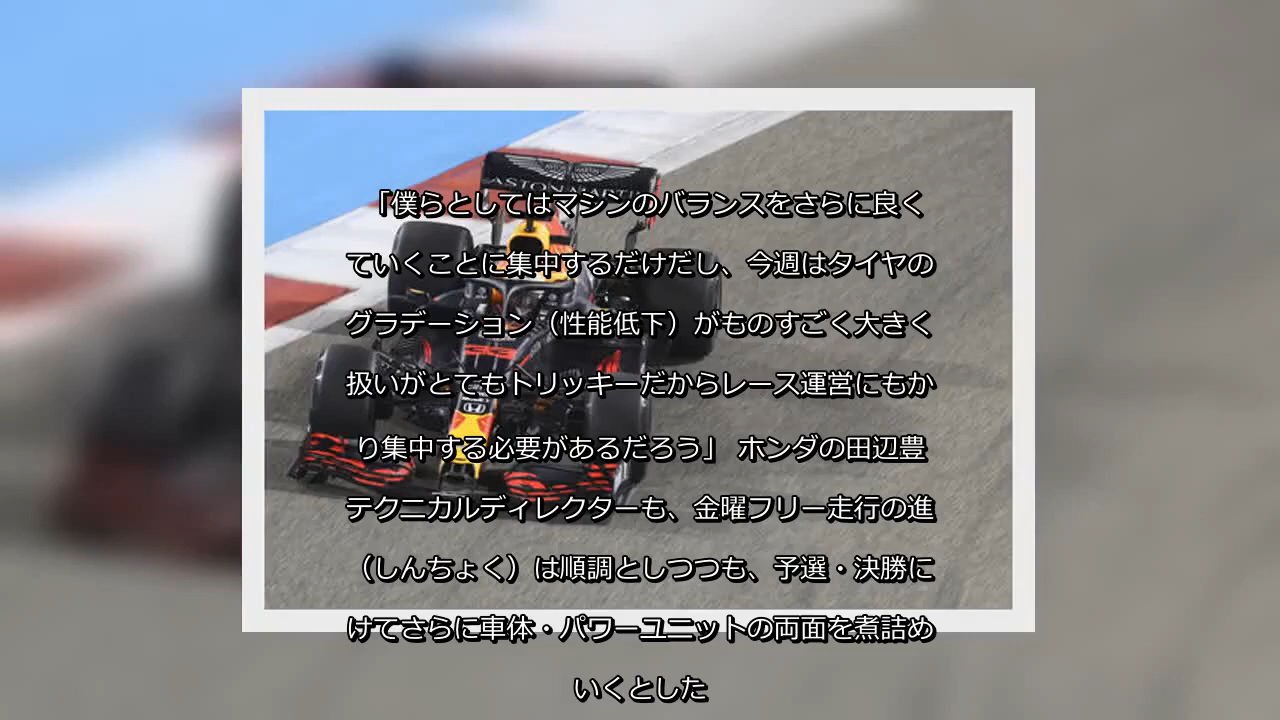 ASTON MARTIN
「僕らとしてはマシンのバランスをさらに良く
ていくことに集中するだけだし、今週はタイヤの
グラデーション（性能低下）がものすごく大きく
扱いがとてもトリッキーだからレース運営にもか
り集中する必要があるだろう」 ホンダの田辺豊
テクニカルディレクターも、金曜フリー走行の進
（しんちょく）は順調としつつも、予選・決勝に
けてさらに車体・パワーユニットの両面を煮詰め
いくとした